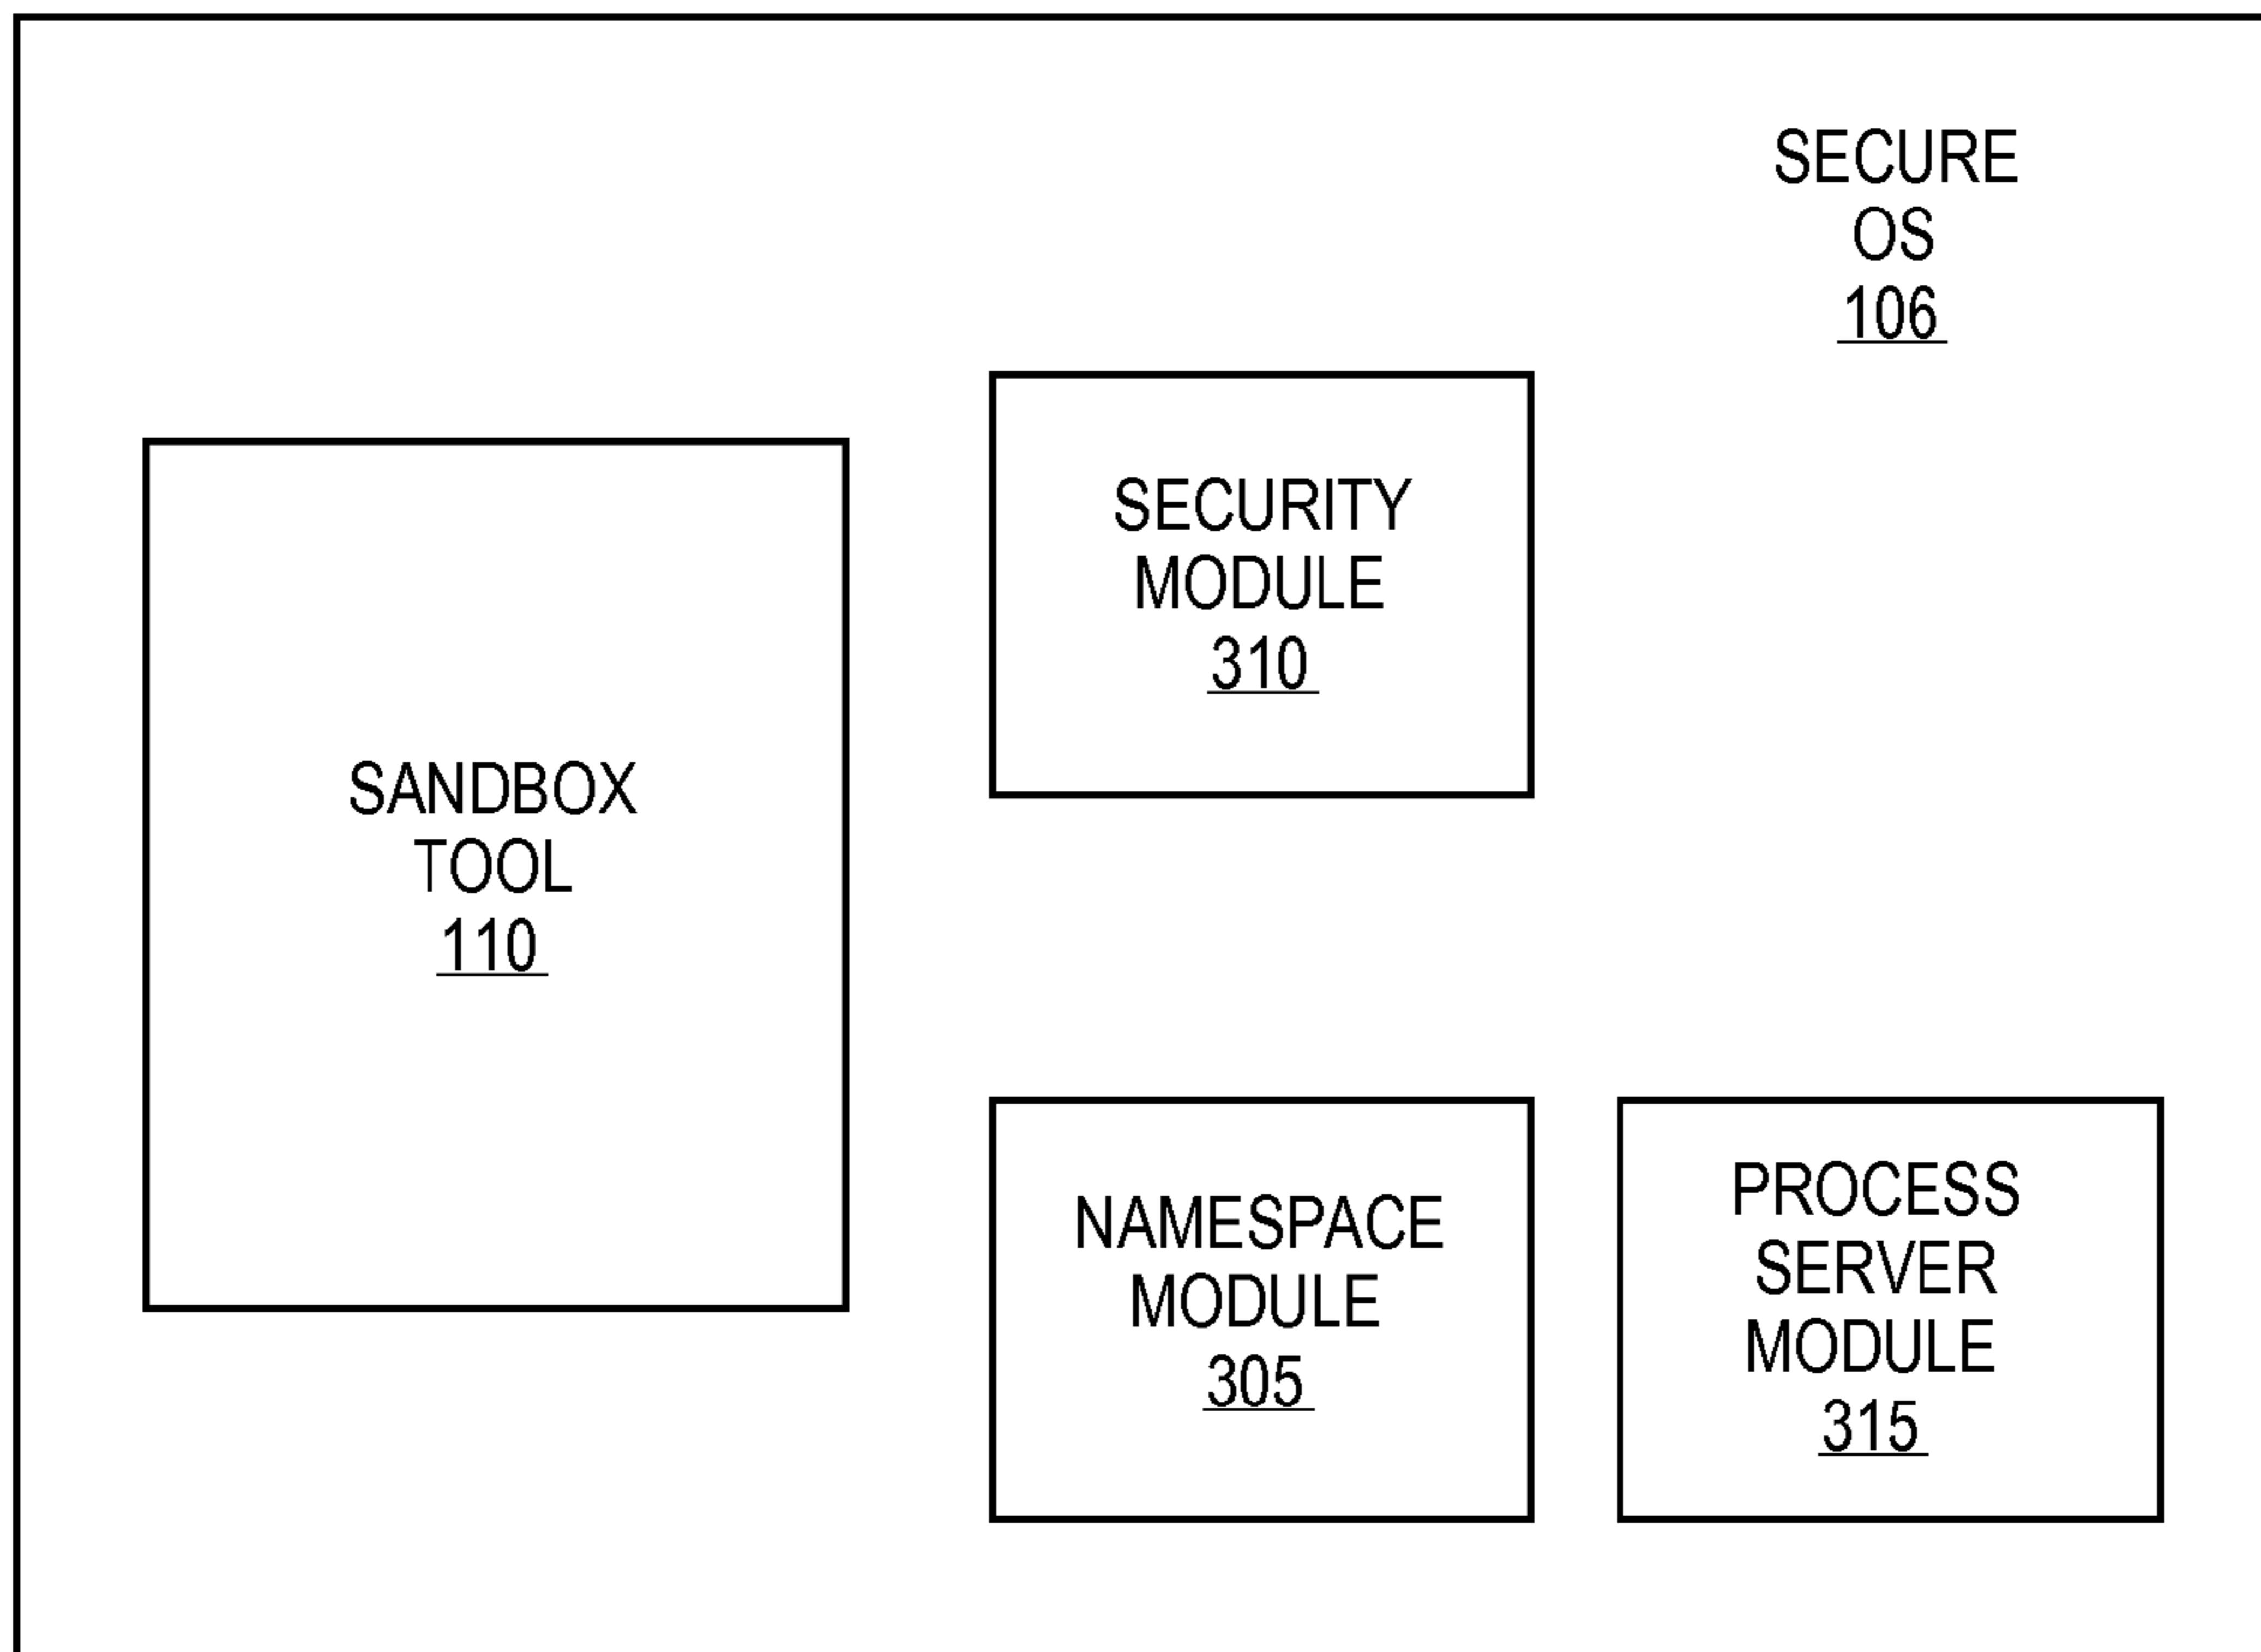 SECURE
OS
106
SECURITY
MODULE
310
SANDBOX
TOOL
110
NAMESPACE
MODULE
305
PROCESS
SERVER
MODULE
315